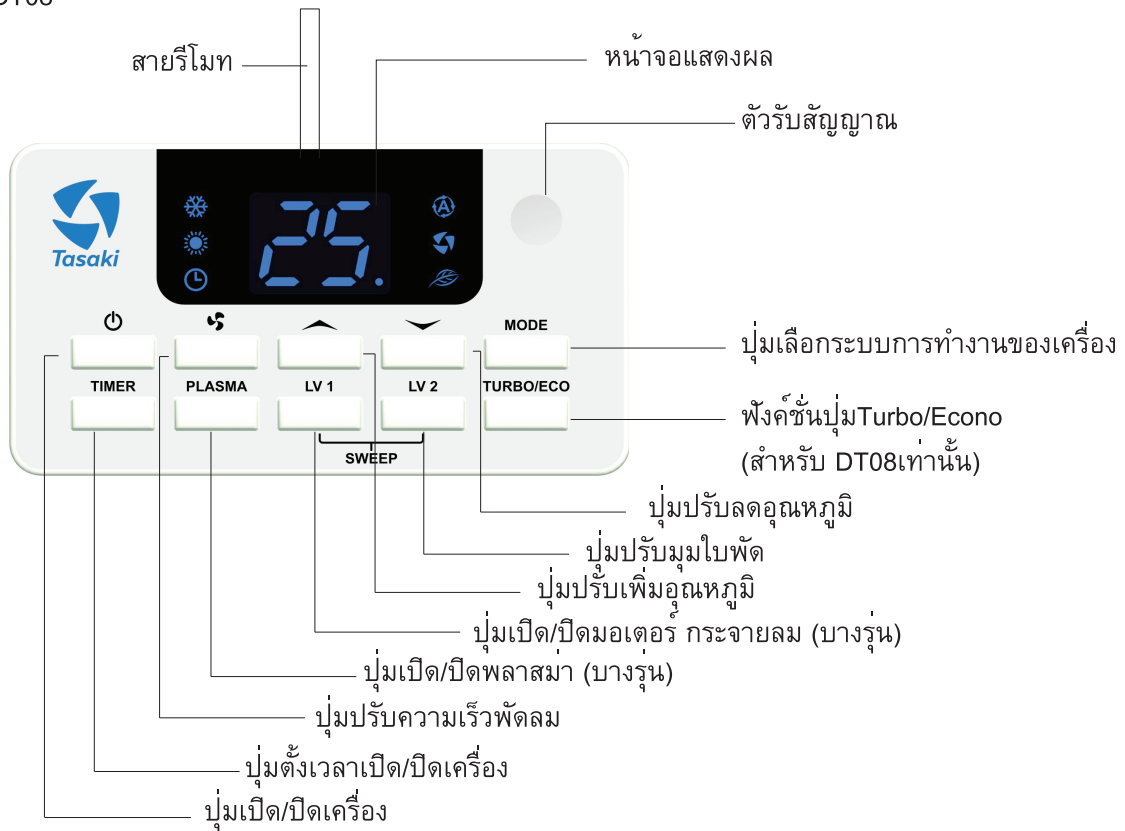 DT08
สายรีโมท
หน้าจอแสดงผล
ตัวรับสัญญาณ
Tasaki
25.
A
MODE
ปุ่มเลือกระบบการทำงานของเครื่อง
TIMER PLASMA LV 1 LV 2 TURBO/ECO
ฟังค์ชั่นปุ่มTurbo/Econo
(สำหรับ DT08เท่านั้น)
SWEEP
ปุ่มปรับลดอุณหภูมิ
ปุ่มปรับมุมใบพัด
ปุ่มปรับเพิ่มอุณหภูมิ
ปุ่มเปิด/ปิดมอเตอร์ กระจายลม (บางรุ่น)
ปุ่มเปิด/ปิดพลาสม่า (บางรุ่น)
ปุ่มปรับความเร็วพัดลม
ปุ่มตั้งเวลาเปิด/ปิดเครื่อง
ปุ่มเปิด/ปิดเครื่อง